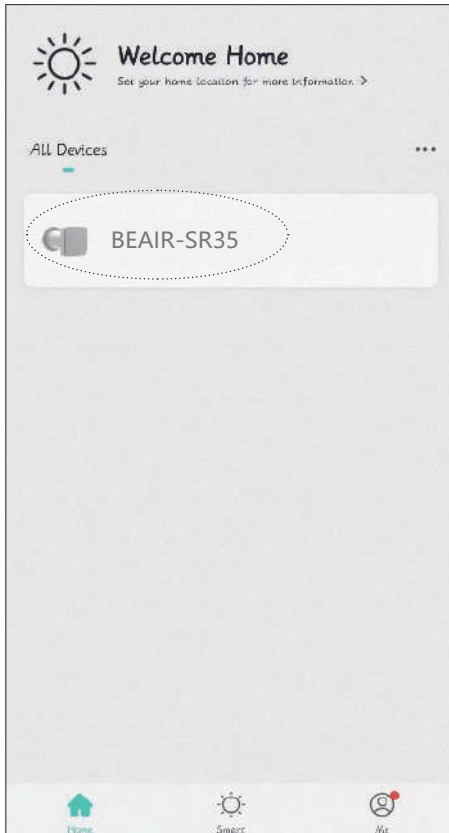 Welcome Home
Set your home location for more information >
All Devices
BEAIR-SR35
Home
Smart
Me